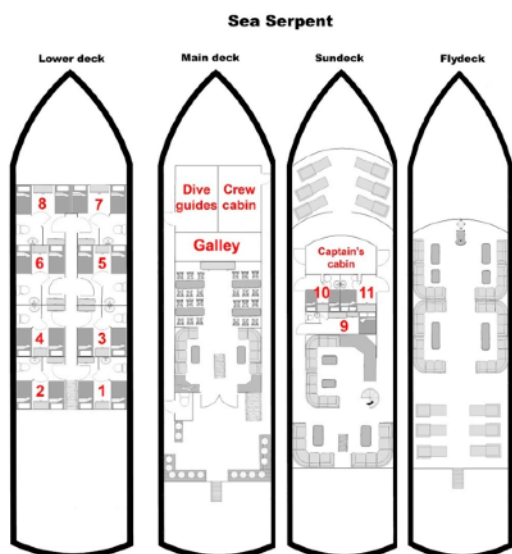 Sea Serpent
Lower deck
Main deck
Sundeck
Flydeck
8 7
6 5
4 3
2 1
Dive guides
Crew cabin
Galley
Captain's cabin
10 11
9